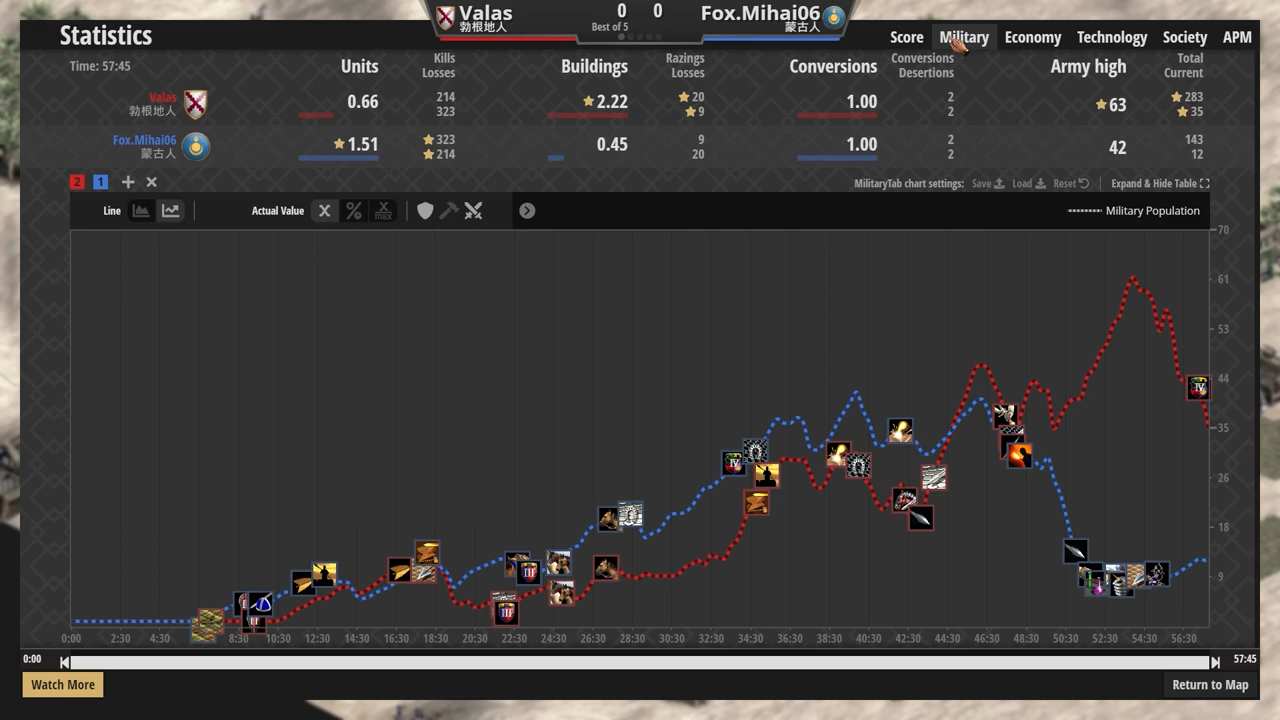 Valas 0 0 Fox.Mihai06
勃根地人 Best of 5 蒙古人
Statistics
Score Military Economy Technology Society APM
Time: 57:45
Units Kills Losses Buildings Razings Losses Conversions Conversions Desertions Army high Total Current
Valas 勃根地人 0.66 214 323 2.22 20 9 1.00 2 2 63 283 35
Fox.Mihai06 蒙古人 1.51 323 214 0.45 9 20 1.00 2 2 42 143 12
2 1 MilitaryTab chart settings: Save Load Reset Expand & Hide Table
Line Actual Value X % X max Military Population
70
61
53
44
35
26
18
9
IV
IV
III
III
0:00 2:30 4:30 8:30 10:30 12:30 14:30 16:30 18:30 20:30 22:30 24:30 26:30 28:30 30:30 32:30 34:30 36:30 38:30 40:30 42:30 44:30 46:30 48:30 50:30 52:30 54:30 56:30
0:00 57:45
Watch More Return to Map